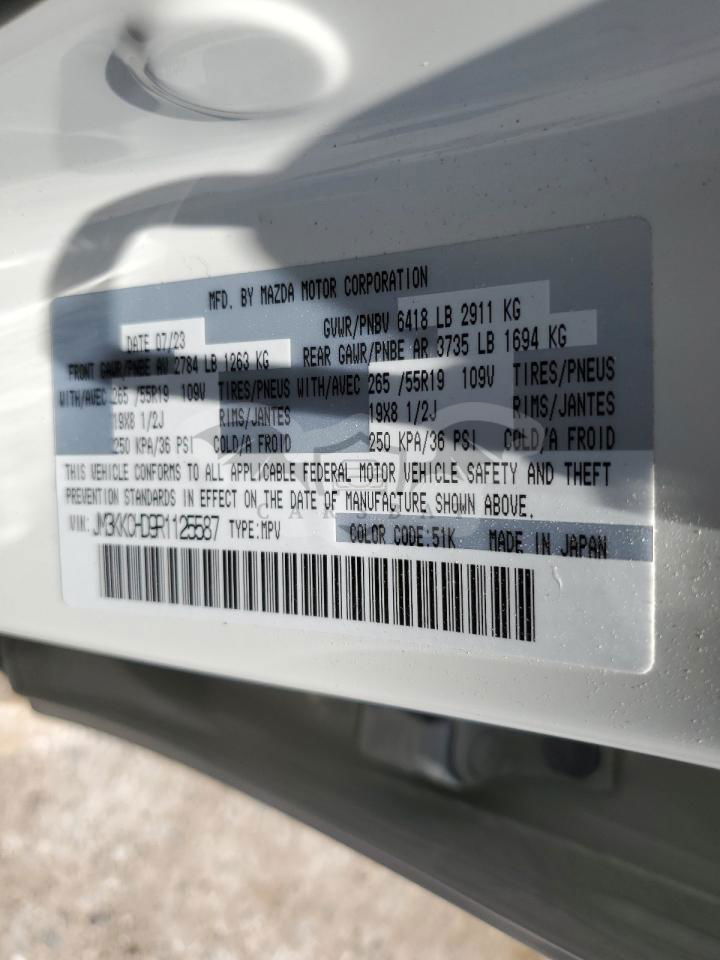 MFD. BY MAZDA MOTOR CORPORATION
DATE 07/23 GVWR/PNBV 6418 LB 2911 KG
FRONT GAWR/PNBE AV 2784 LB 1263 KG REAR GAWR/PNBE AR 3735 LB 1694 KG
WITH/AVEC 265 /55R19 109V TIRES/PNEUS WITH/AVEC 265 /55R19 109V TIRES/PNEUS
19X8 1/2J RIMS/JANTES 19X8 1/2J RIMS/JANTES
250 KPA/36 PSI COLD/A FROID 250 KPA/36 PSI COLD/A FROID
THIS VEHICLE CONFORMS TO ALL APPLICABLE FEDERAL MOTOR VEHICLE SAFETY AND THEFT
PREVENTION STANDARDS IN EFFECT ON THE DATE OF MANUFACTURE SHOWN ABOVE.
VIN: JM3KKCHD9R1125587 TYPE:MPV COLOR CODE:51K MADE IN JAPAN